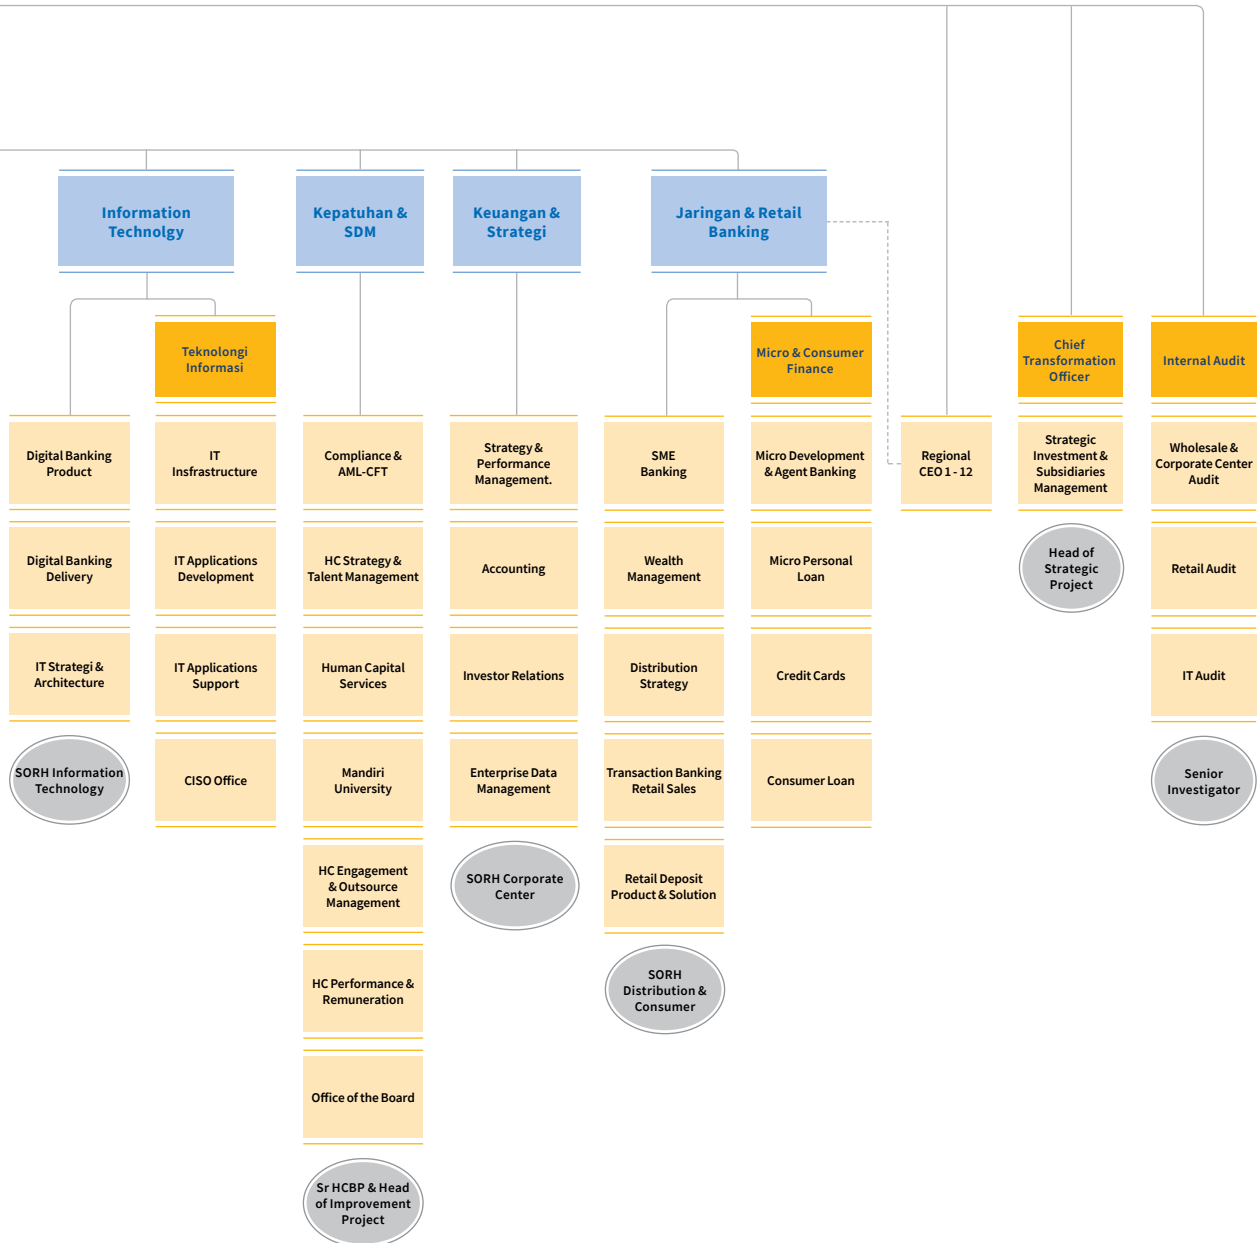 Information
Technolgy
Kepatuhan &
SDM
Keuangan &
Strategi
Jaringan & Retail
Banking
Teknolongi
Informasi
Micro & Consumer
Finance
Chief
Transformation
Officer
Internal Audit
Digital Banking
Product
IT
Insfrastructure
Compliance &
AML-CFT
Strategy &
Performance
Management.
SME
Banking
Micro Development
& Agent Banking
Regional
CEO 1 - 12
Strategic
Investment &
Subsidiaries
Management
Wholesale &
Corporate Center
Audit
Digital Banking
Delivery
IT Applications
Development
HC Strategy &
Talent Management
Accounting
Wealth
Management
Micro Personal
Loan
Head of
Strategic
Project
Retail Audit
IT Strategi &
Architecture
IT Applications
Support
Human Capital
Services
Investor Relations
Distribution
Strategy
Credit Cards
IT Audit
SORH Information
Technology
CISO Office
Mandiri
University
Enterprise Data
Management
Transaction Banking
Retail Sales
Consumer Loan
Senior
Investigator
HC Engagement
& Outsource
Management
SORH Corporate
Center
Retail Deposit
Product & Solution
HC Performance &
Remuneration
SORH
Distribution &
Consumer
Office of the Board
Sr HCBP & Head
of Improvement
Project